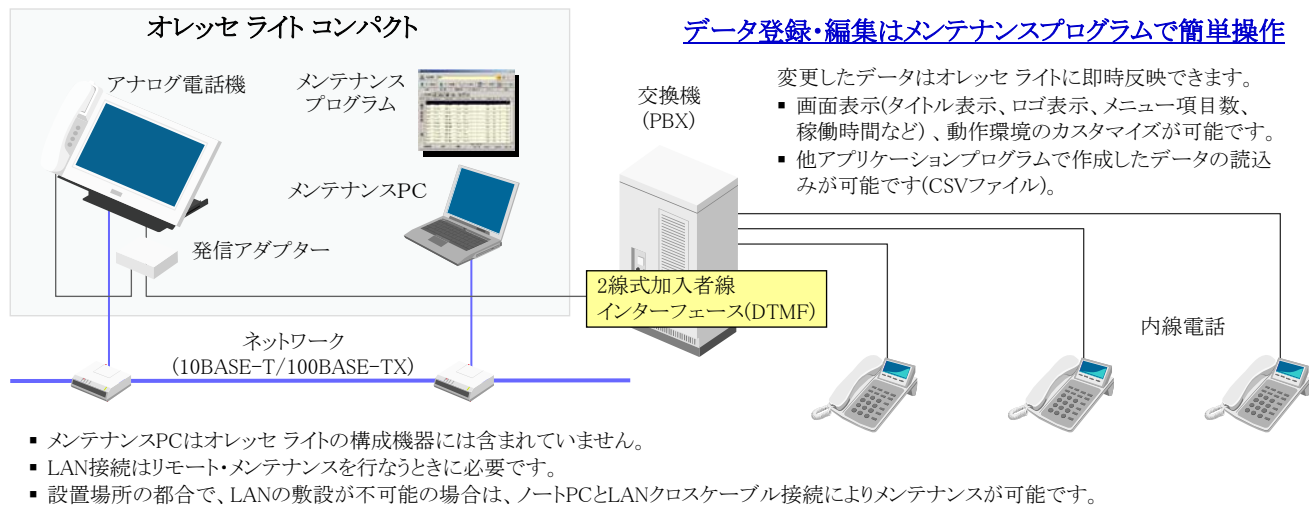 オレッセ ライト コンパクト
アナログ電話機
メンテナンス
プログラム
メンテナンスPC
発信アダプター
ネットワーク
(10BASE-T/100BASE-TX)
データ登録・編集はメンテナンスプログラムで簡単操作
変更したデータはオレッセ ライトに即時反映できます。
▪ 画面表示(タイトル表示、ロゴ表示、メニュー項目数、
稼働時間など) 、動作環境のカスタマイズが可能です。
▪ 他アプリケーションプログラムで作成したデータの読込
みが可能です(CSVファイル)。
交換機
(PBX)
2線式加入者線
インターフェース(DTMF)
内線電話
▪ メンテナンスPCはオレッセ ライトの構成機器には含まれていません。
▪ LAN接続はリモート・メンテナンスを行なうときに必要です。
▪ 設置場所の都合で、LANの敷設が不可能の場合は、ノートPCとLANクロスケーブル接続によりメンテナンスが可能です。